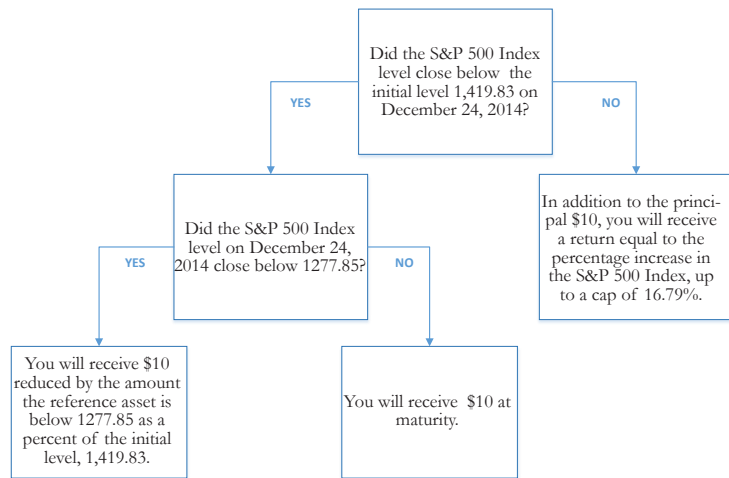 Did the S&P 500 Index
level close below the
initial level 1,419.83 on
December 24, 2014?
YES
NO
Did the S&P 500 Index
level on December 24,
2014 close below 1277.85?
In addition to the princi-
pal $10, you will receive
a return equal to the
percentage increase in
the S&P 500 Index, up
to a cap of 16.79%.
YES
NO
You will receive $10
reduced by the amount
the reference asset is
below 1277.85 as a
percent of the initial
level, 1,419.83.
You will receive $10 at
maturity.